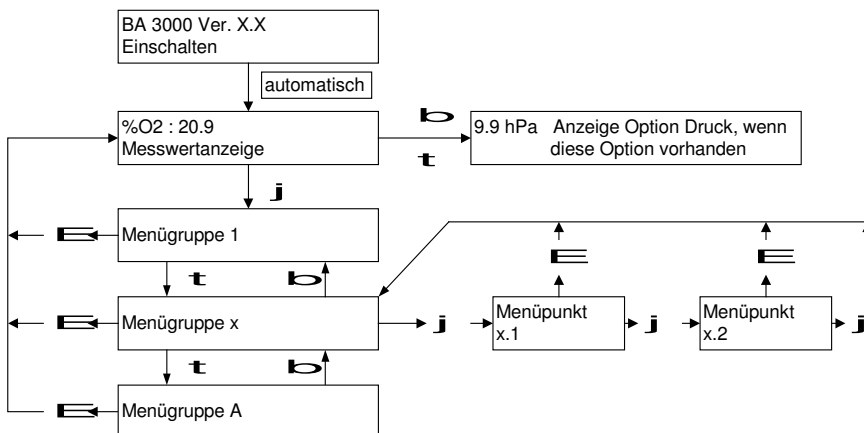 BA 3000 Ver. X.X
Einschalten
automatisch
%O2 : 20.9
Messwertanzeige
b
t
9.9 hPa Anzeige Option Druck, wenn
diese Option vorhanden
j
E
Menügruppe 1
t
b
E
E
E
Menügruppe x
j
Menüpunkt
x.1
j
Menüpunkt
x.2
j
t
b
E
Menügruppe A